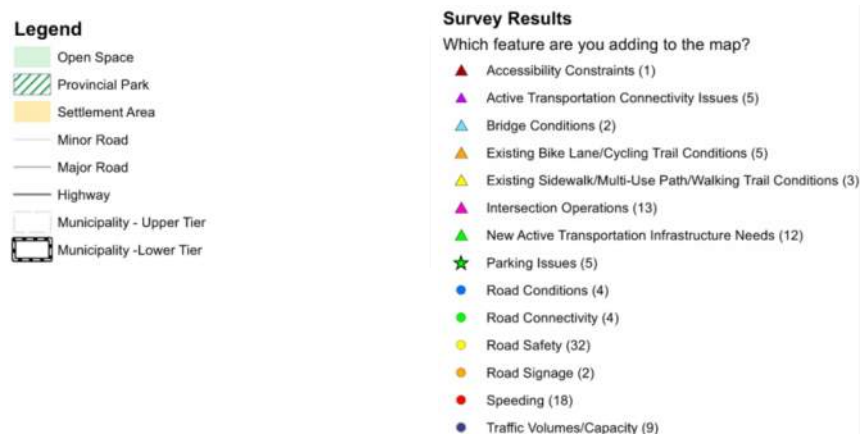 Legend
Open Space
Provincial Park
Settlement Area
Minor Road
Major Road
Highway
Municipality - Upper Tier
Municipality -Lower Tier
Survey Results
Which feature are you adding to the map?
Accessibility Constraints (1)
Active Transportation Connectivity Issues (5)
Bridge Conditions (2)
Existing Bike Lane/Cycling Trail Conditions (5)
Existing Sidewalk/Multi-Use Path/Walking Trail Conditions (3)
Intersection Operations (13)
New Active Transportation Infrastructure Needs (12)
Parking Issues (5)
Road Conditions (4)
Road Connectivity (4)
Road Safety (32)
Road Signage (2)
Speeding (18)
Traffic Volumes/Capacity (9)